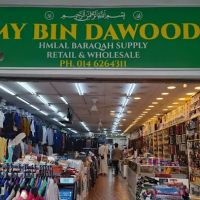 MY BIN DAWOOD
HMLAL BARAQAH SUPPLY
RETAIL & WHOLESALE
PH. 014 6264311